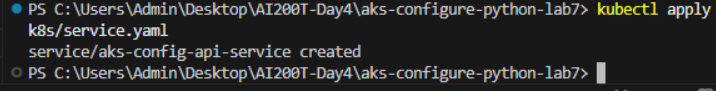 PS C:\Users\Admin\Desktop\AI200T-Day4\aks-configure-python-lab7> kubectl apply
k8s/service.yaml
service/aks-config-api-service created
PS C:\Users\Admin\Desktop\AI200T-Day4\aks-configure-python-lab7>